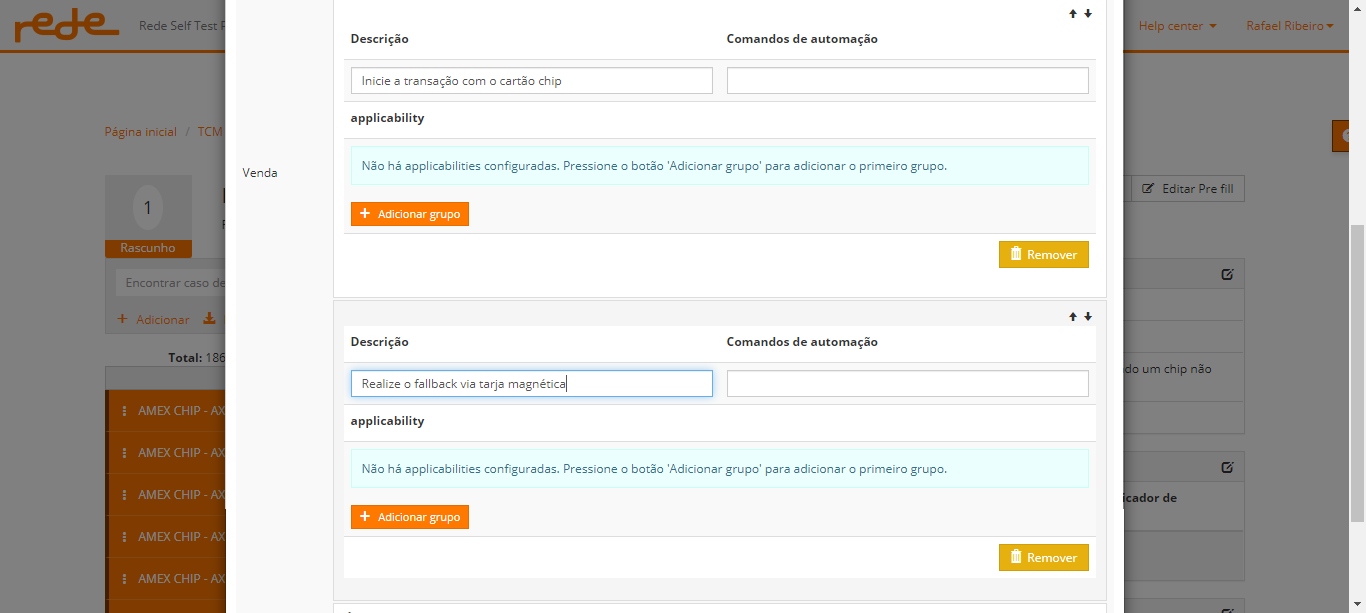 rede
Rede Self Test
Help center
Rafael Ribeiro
Descrição
Comandos de automação
Inicie a transação com o cartão chip
applicability
Página inicial / TCM
Não há applicabilities configuradas. Pressione o botão 'Adicionar grupo' para adicionar o primeiro grupo.
Venda
Editar Pre fill
1
Adicionar grupo
Rascunho
Remover
Encontrar caso de
Adicionar
Descrição
Comandos de automação
Total: 186
do um chip não
Realize o fallback via tarja magnética
AMEX CHIP - AX
applicability
AMEX CHIP - AX
Não há applicabilities configuradas. Pressione o botão 'Adicionar grupo' para adicionar o primeiro grupo.
AMEX CHIP - AX
icador de
Adicionar grupo
AMEX CHIP - AX
Remover
AMEX CHIP - AX